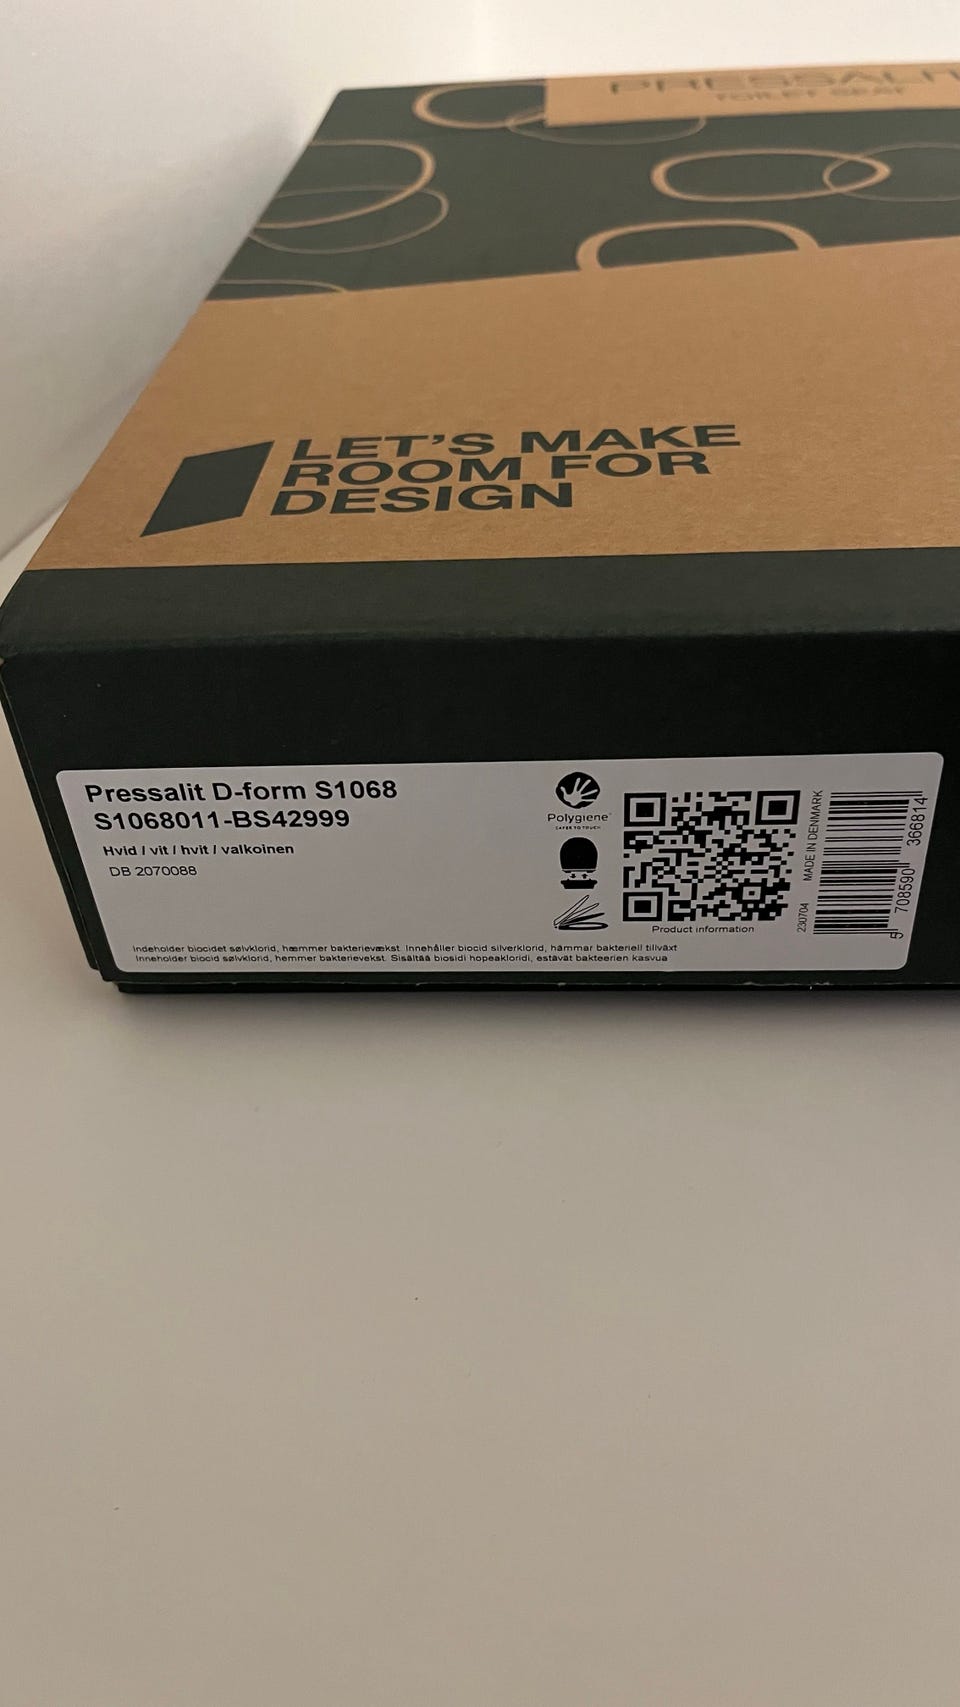 PRESSALIT
TOILET SEAT
LET'S MAKE
ROOM FOR
DESIGN
Pressalit D-form S1068
S1068011-BS42999
Hvid / vit / hvit / valkoinen
DB 2070088
Polygiene
SAFER TO TOUCH
Product information
230704
MADE IN DENMARK
5 708590 366814
Indeholder biocidet sølvklorid, hæmmer bakterievækst. Innehåller biocid silverklorid, hämmar bakteriell tillväxt
Inneholder biocid sølvklorid, hemmer bakterievekst. Sisältää biosidi hopeakloridi, estävät bakteerien kasvua